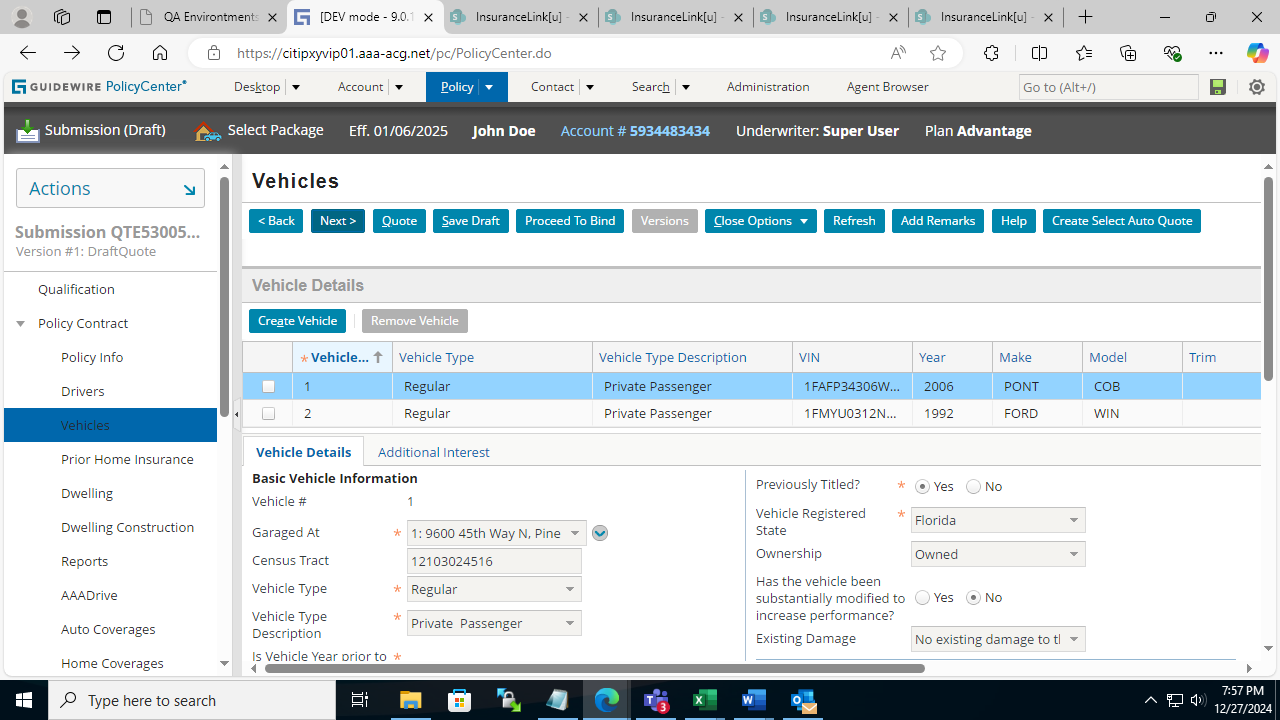 QA Environtments
[DEV mode - 9.0.1
InsuranceLink[u] -
InsuranceLink[u] -
InsuranceLink[u] -
InsuranceLink[u] -
https://citipxyvip01.aaa-acg.net/pc/PolicyCenter.do
GUIDEWIRE PolicyCenter® Desktop Account Policy Contact Search Administration Agent Browser Go to (Alt+/)
Submission (Draft) Select Package Eff. 01/06/2025 John Doe Account # 5934483434 Underwriter: Super User Plan Advantage
Actions
Submission QTE53005...
Version #1: DraftQuote
Qualification
Policy Contract
Policy Info
Drivers
Vehicles
Prior Home Insurance
Dwelling
Dwelling Construction
Reports
AAADrive
Auto Coverages
Home Coverages
Vehicles
< Back Next > Quote Save Draft Proceed To Bind Versions Close Options Refresh Add Remarks Help Create Select Auto Quote
Vehicle Details
Create Vehicle Remove Vehicle
* Vehicle... Vehicle Type Vehicle Type Description VIN Year Make Model Trim
1 Regular Private Passenger 1FAFP34306W... 2006 PONT COB
2 Regular Private Passenger 1FMYU0312N... 1992 FORD WIN
Vehicle Details Additional Interest
Basic Vehicle Information
Vehicle # 1
Garaged At * 1: 9600 45th Way N, Pine
Census Tract 12103024516
Vehicle Type * Regular
Vehicle Type
Description * Private Passenger
Is Vehicle Year prior to *
Previously Titled? * Yes No
Vehicle Registered
State * Florida
Ownership Owned
Has the vehicle been
substantially modified to
increase performance? Yes No
Existing Damage No existing damage to th
Type here to search
3
7:57 PM
12/27/2024